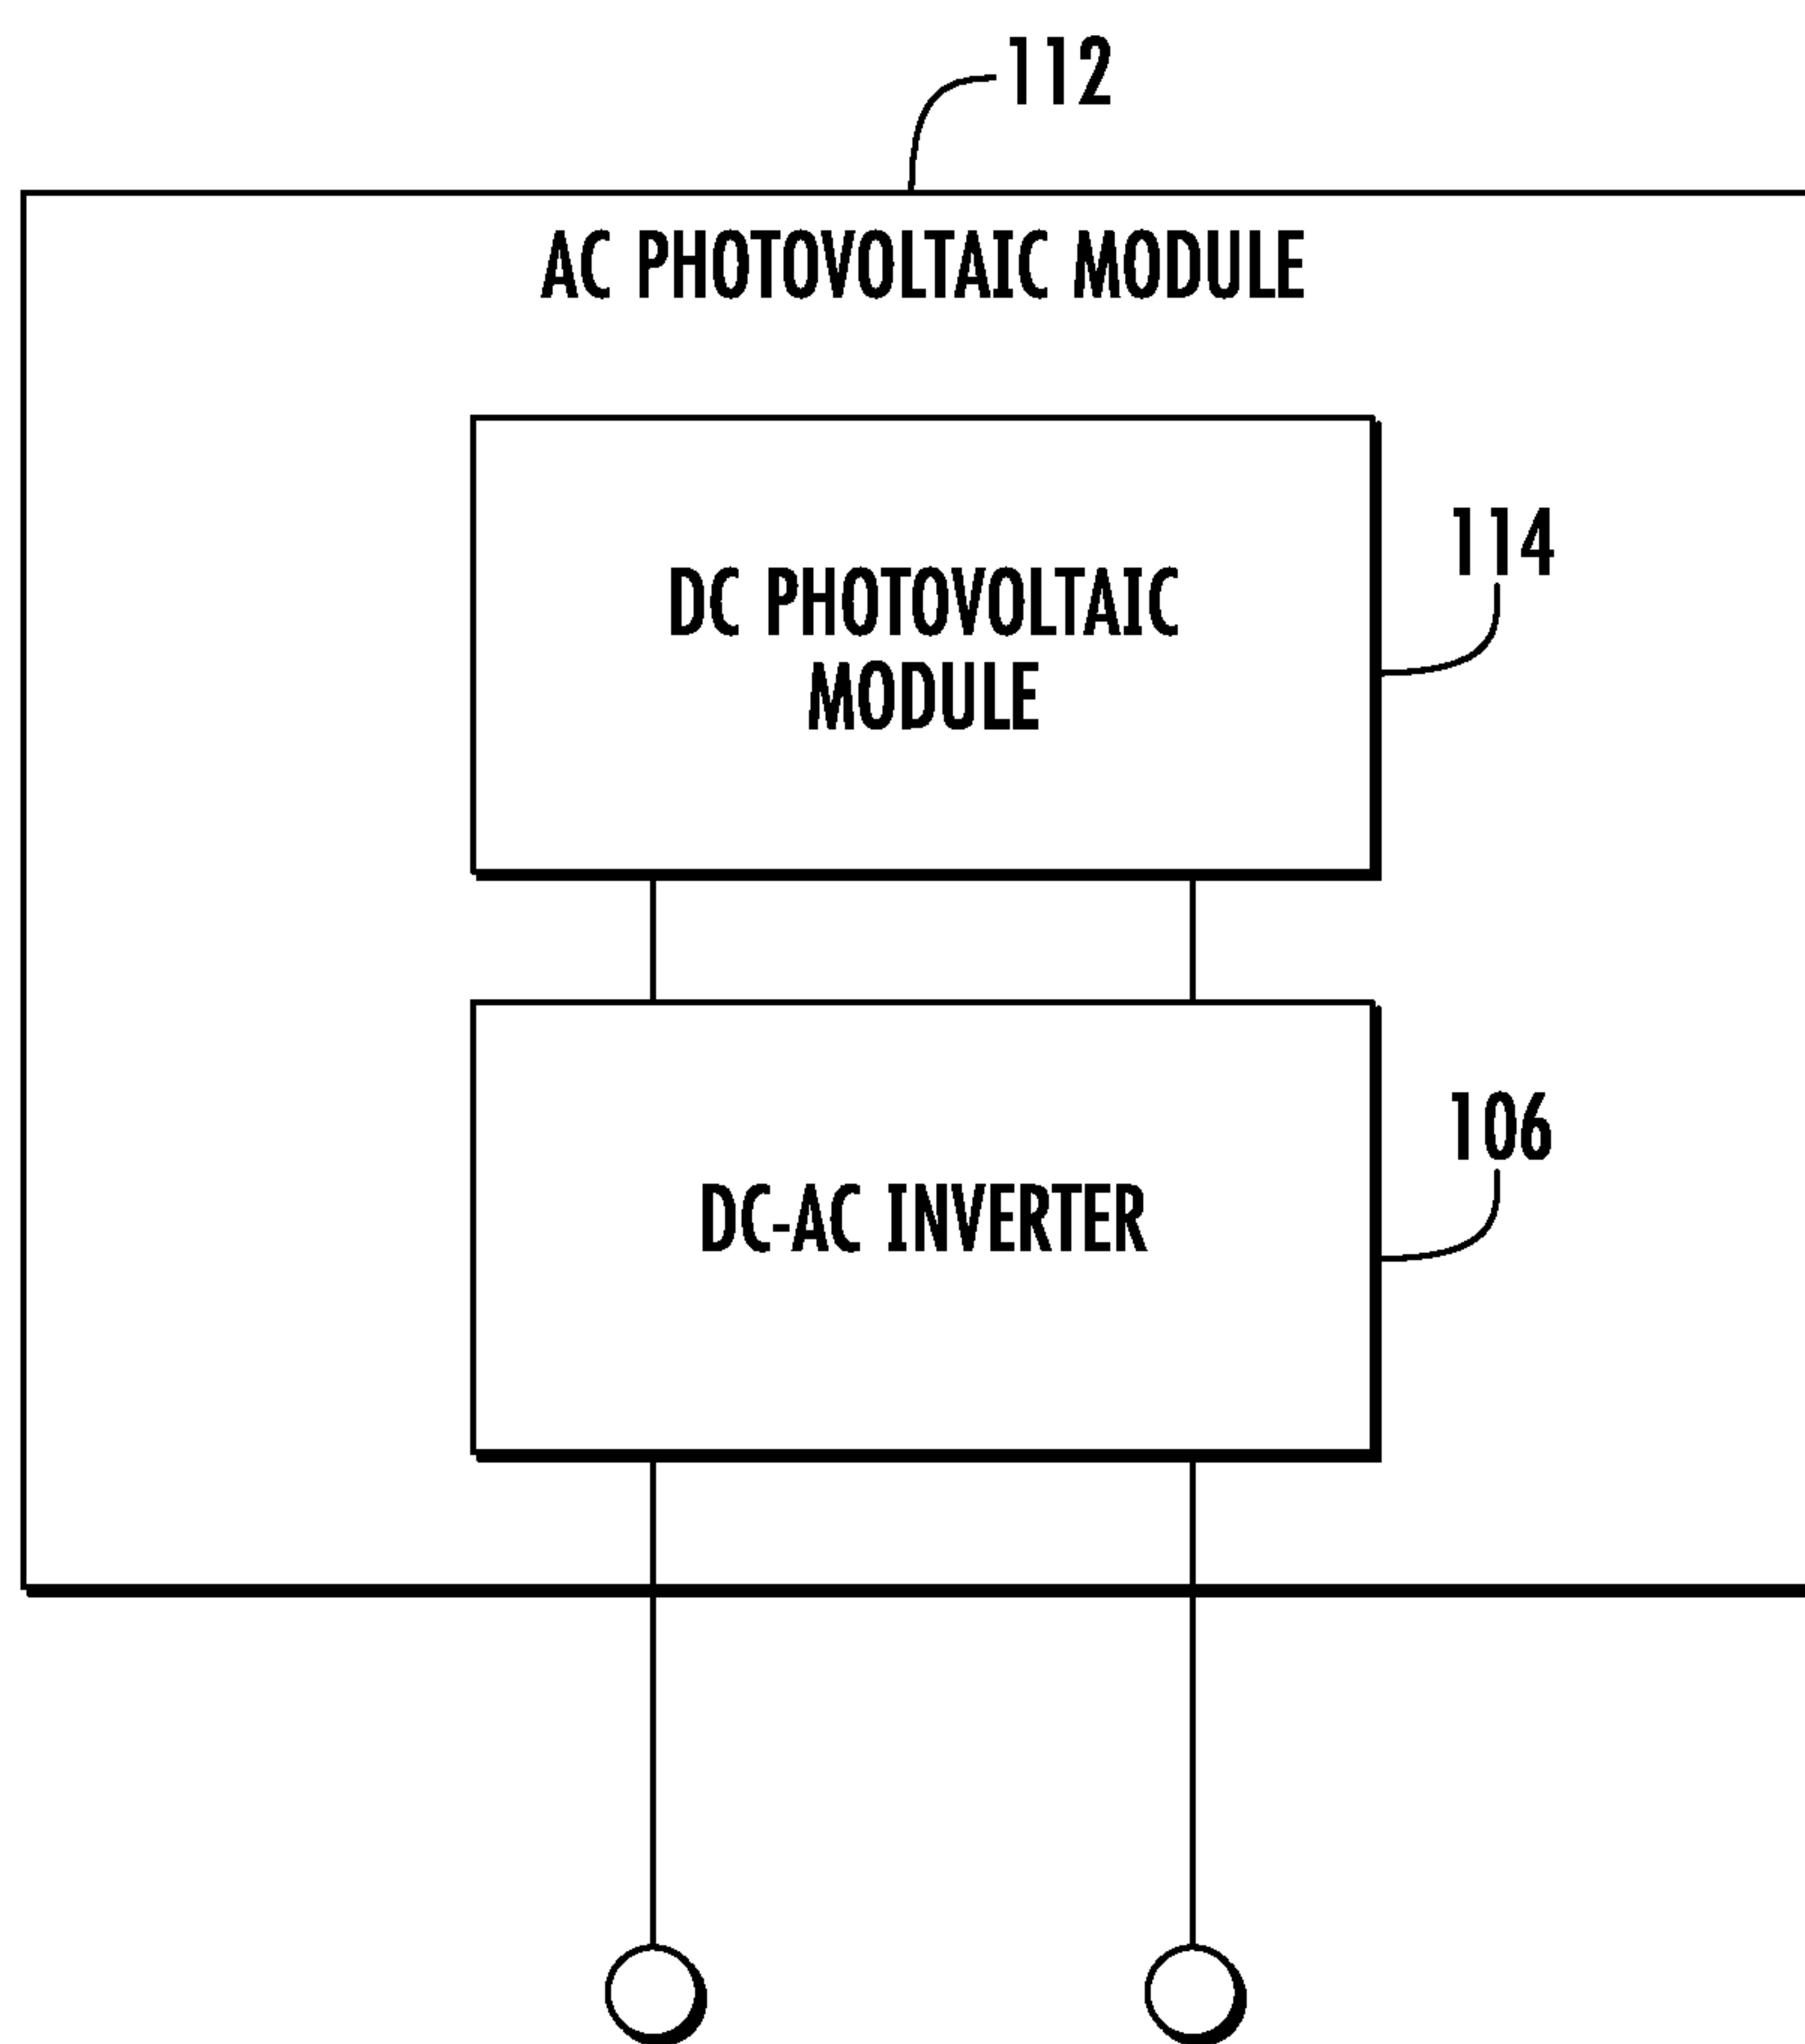 112
AC PHOTOVOLTAIC MODULE
114
DC PHOTOVOLTAIC
MODULE
106
DC-AC INVERTER